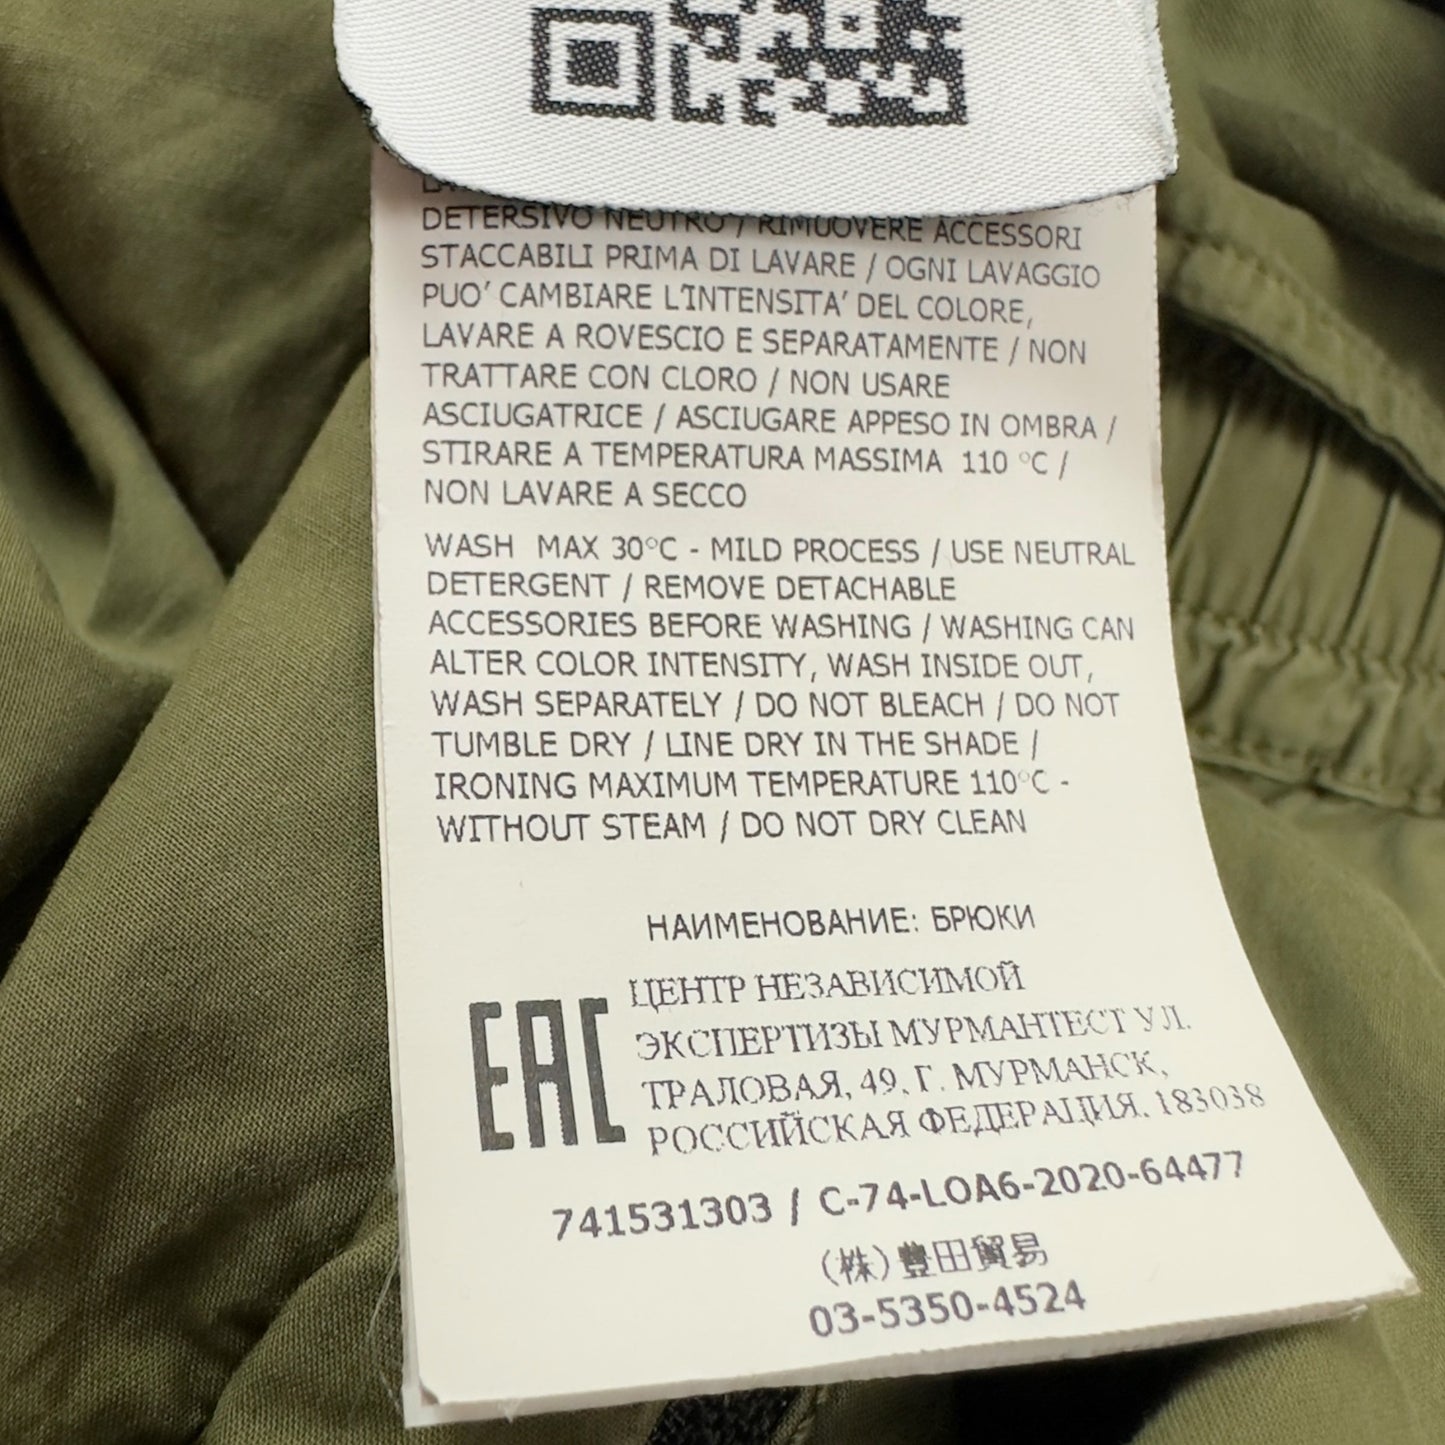 DETERSIVO NEUTRO / RIMUOVERE ACCESSORI
STACCABILI PRIMA DI LAVARE / OGNI LAVAGGIO
PUO' CAMBIARE L'INTENSITA' DEL COLORE,
LAVARE A ROVESCIO E SEPARATAMENTE / NON
TRATTARE CON CLORO / NON USARE
ASCIUGATRICE / ASCIUGARE APPESO IN OMBRA /
STIRARE A TEMPERATURA MASSIMA 110 °C /
NON LAVARE A SECCO
WASH MAX 30°C - MILD PROCESS / USE NEUTRAL
DETERGENT / REMOVE DETACHABLE
ACCESSORIES BEFORE WASHING / WASHING CAN
ALTER COLOR INTENSITY, WASH INSIDE OUT,
WASH SEPARATELY / DO NOT BLEACH / DO NOT
TUMBLE DRY / LINE DRY IN THE SHADE /
IRONING MAXIMUM TEMPERATURE 110°C -
WITHOUT STEAM / DO NOT DRY CLEAN
НАИМЕНОВАНИЕ: БРЮКИ
EAC
ЦЕНТР НЕЗАВИСИМОЙ
ЭКСПЕРТИЗЫ МУРМАНТЕСТ УЛ.
ТРАЛОВАЯ, 49, Г. МУРМАНСК,
РОССИЙСКАЯ ФЕДЕРАЦИЯ, 183038
741531303 / C-74-LOA6-2020-64477
(株)豊田貿易
03-5350-4524